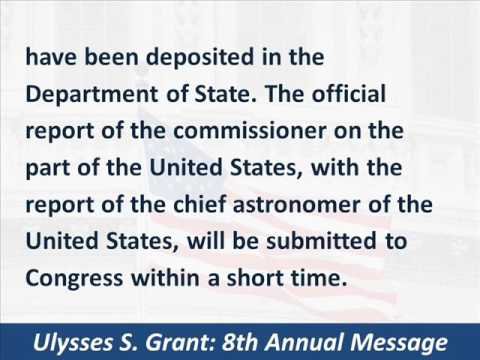 have been deposited in the
Department of State. The official
report of the commissioner on the
part of the United States, with the
report of the chief astronomer of the
United States, will be submitted to
Congress within a short time.
Ulysses S. Grant: 8th Annual Message